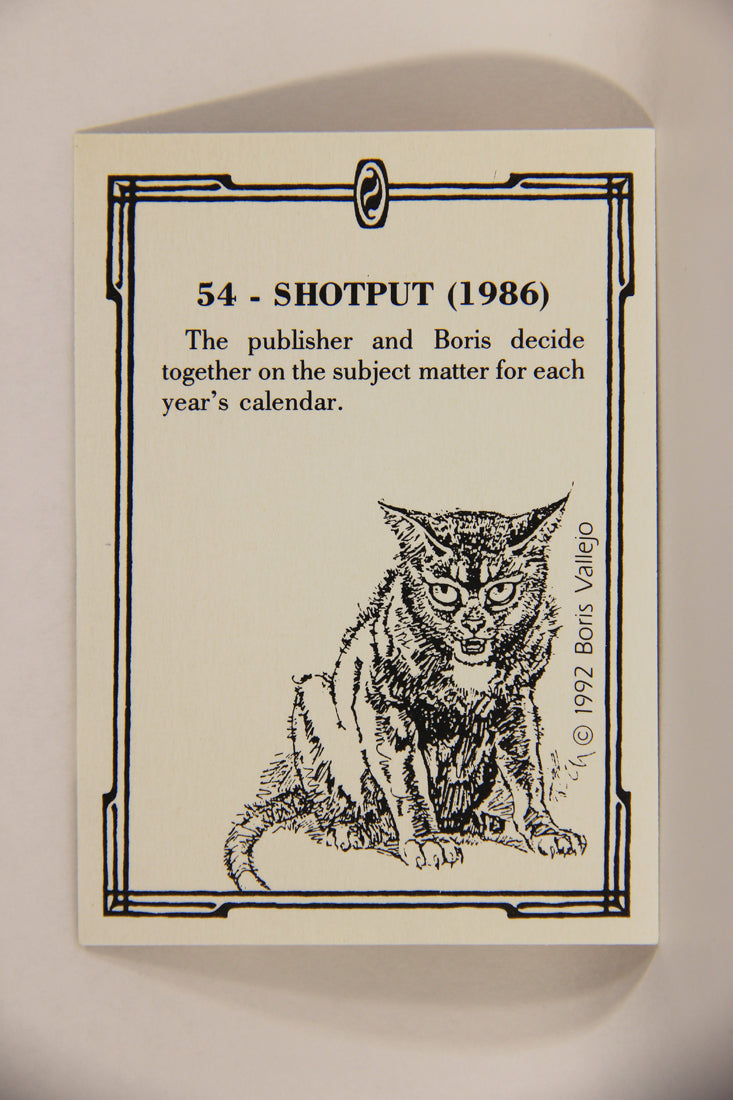 54 - SHOTPUT (1986)
The publisher and Boris decide
together on the subject matter for each
year's calendar.
© 1992 Boris Vallejo